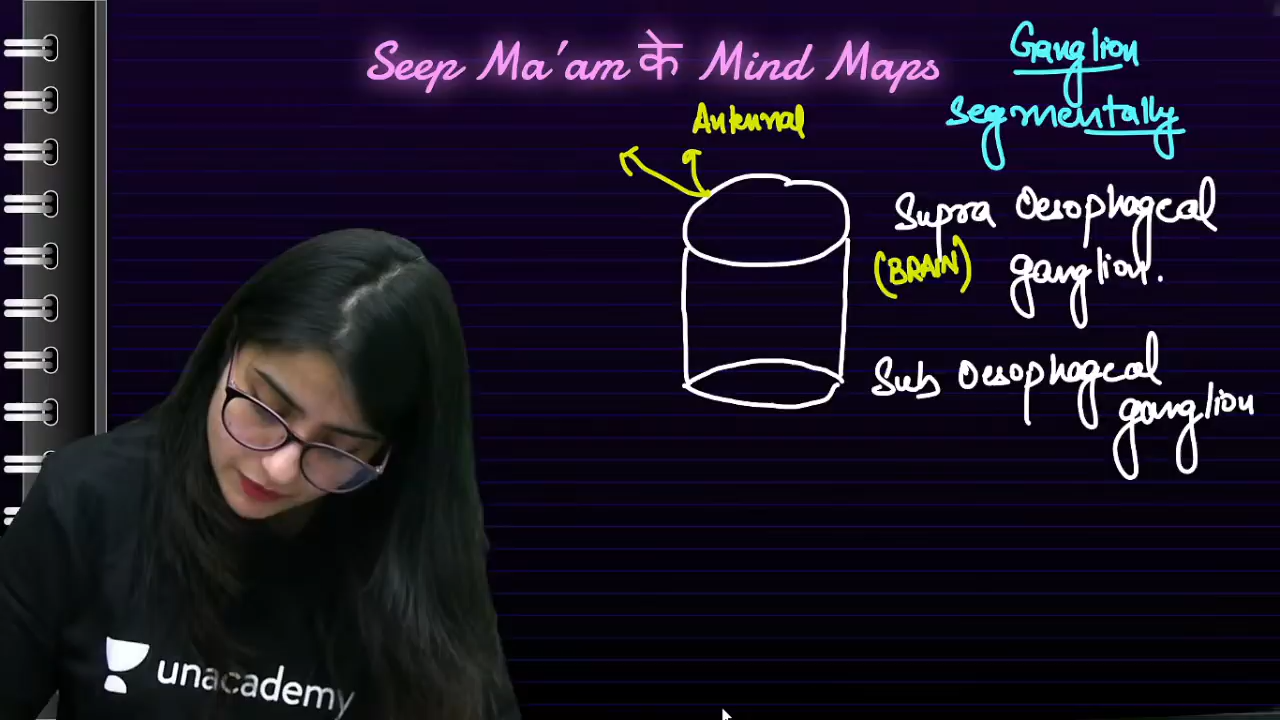 Seep Ma'am के Mind Maps
Ganglion
Segmentally
Antennal
Supra Oesophageal
(BRAIN) ganglion.
Sub Oesophageal
ganglion
unacademy